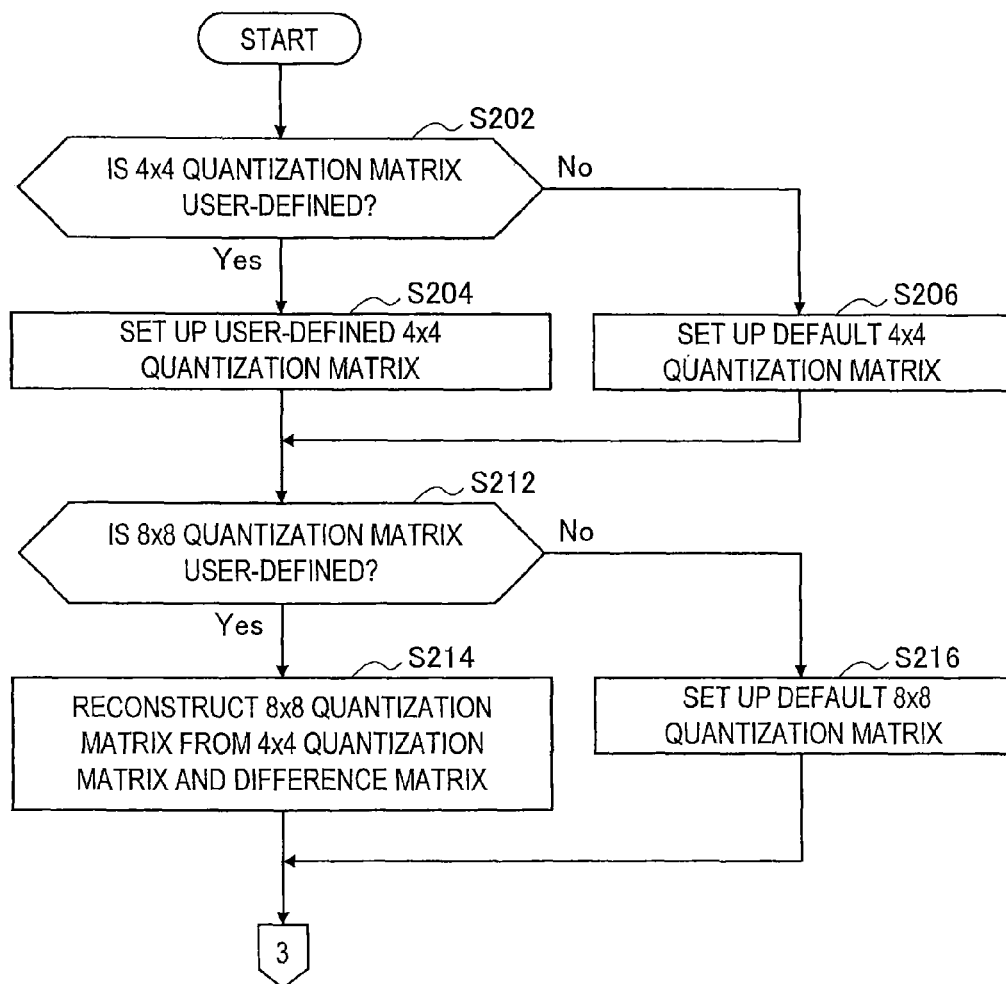 START
S202
IS 4x4 QUANTIZATION MATRIX
USER-DEFINED?
No
Yes
S204
SET UP USER-DEFINED 4x4
QUANTIZATION MATRIX
S206
SET UP DEFAULT 4x4
QUANTIZATION MATRIX
S212
IS 8x8 QUANTIZATION MATRIX
USER-DEFINED?
No
Yes
S214
RECONSTRUCT 8x8 QUANTIZATION
MATRIX FROM 4x4 QUANTIZATION
MATRIX AND DIFFERENCE MATRIX
S216
SET UP DEFAULT 8x8
QUANTIZATION MATRIX
3